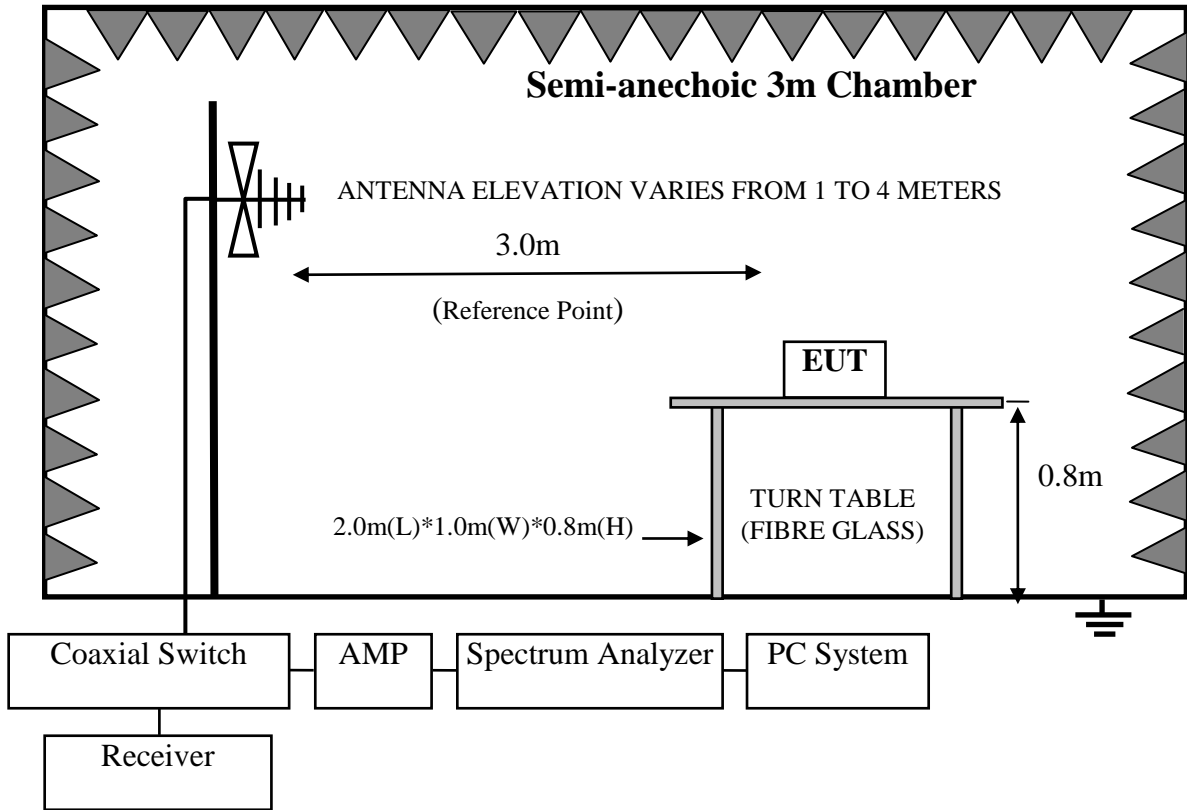 Semi-anechoic 3m Chamber
ANTENNA ELEVATION VARIES FROM 1 TO 4 METERS
3.0m
(Reference Point)
EUT
0.8m
TURN TABLE
(FIBRE GLASS)
2.0m(L)*1.0m(W)*0.8m(H)
Coaxial Switch
AMP
Spectrum Analyzer
PC System
Receiver